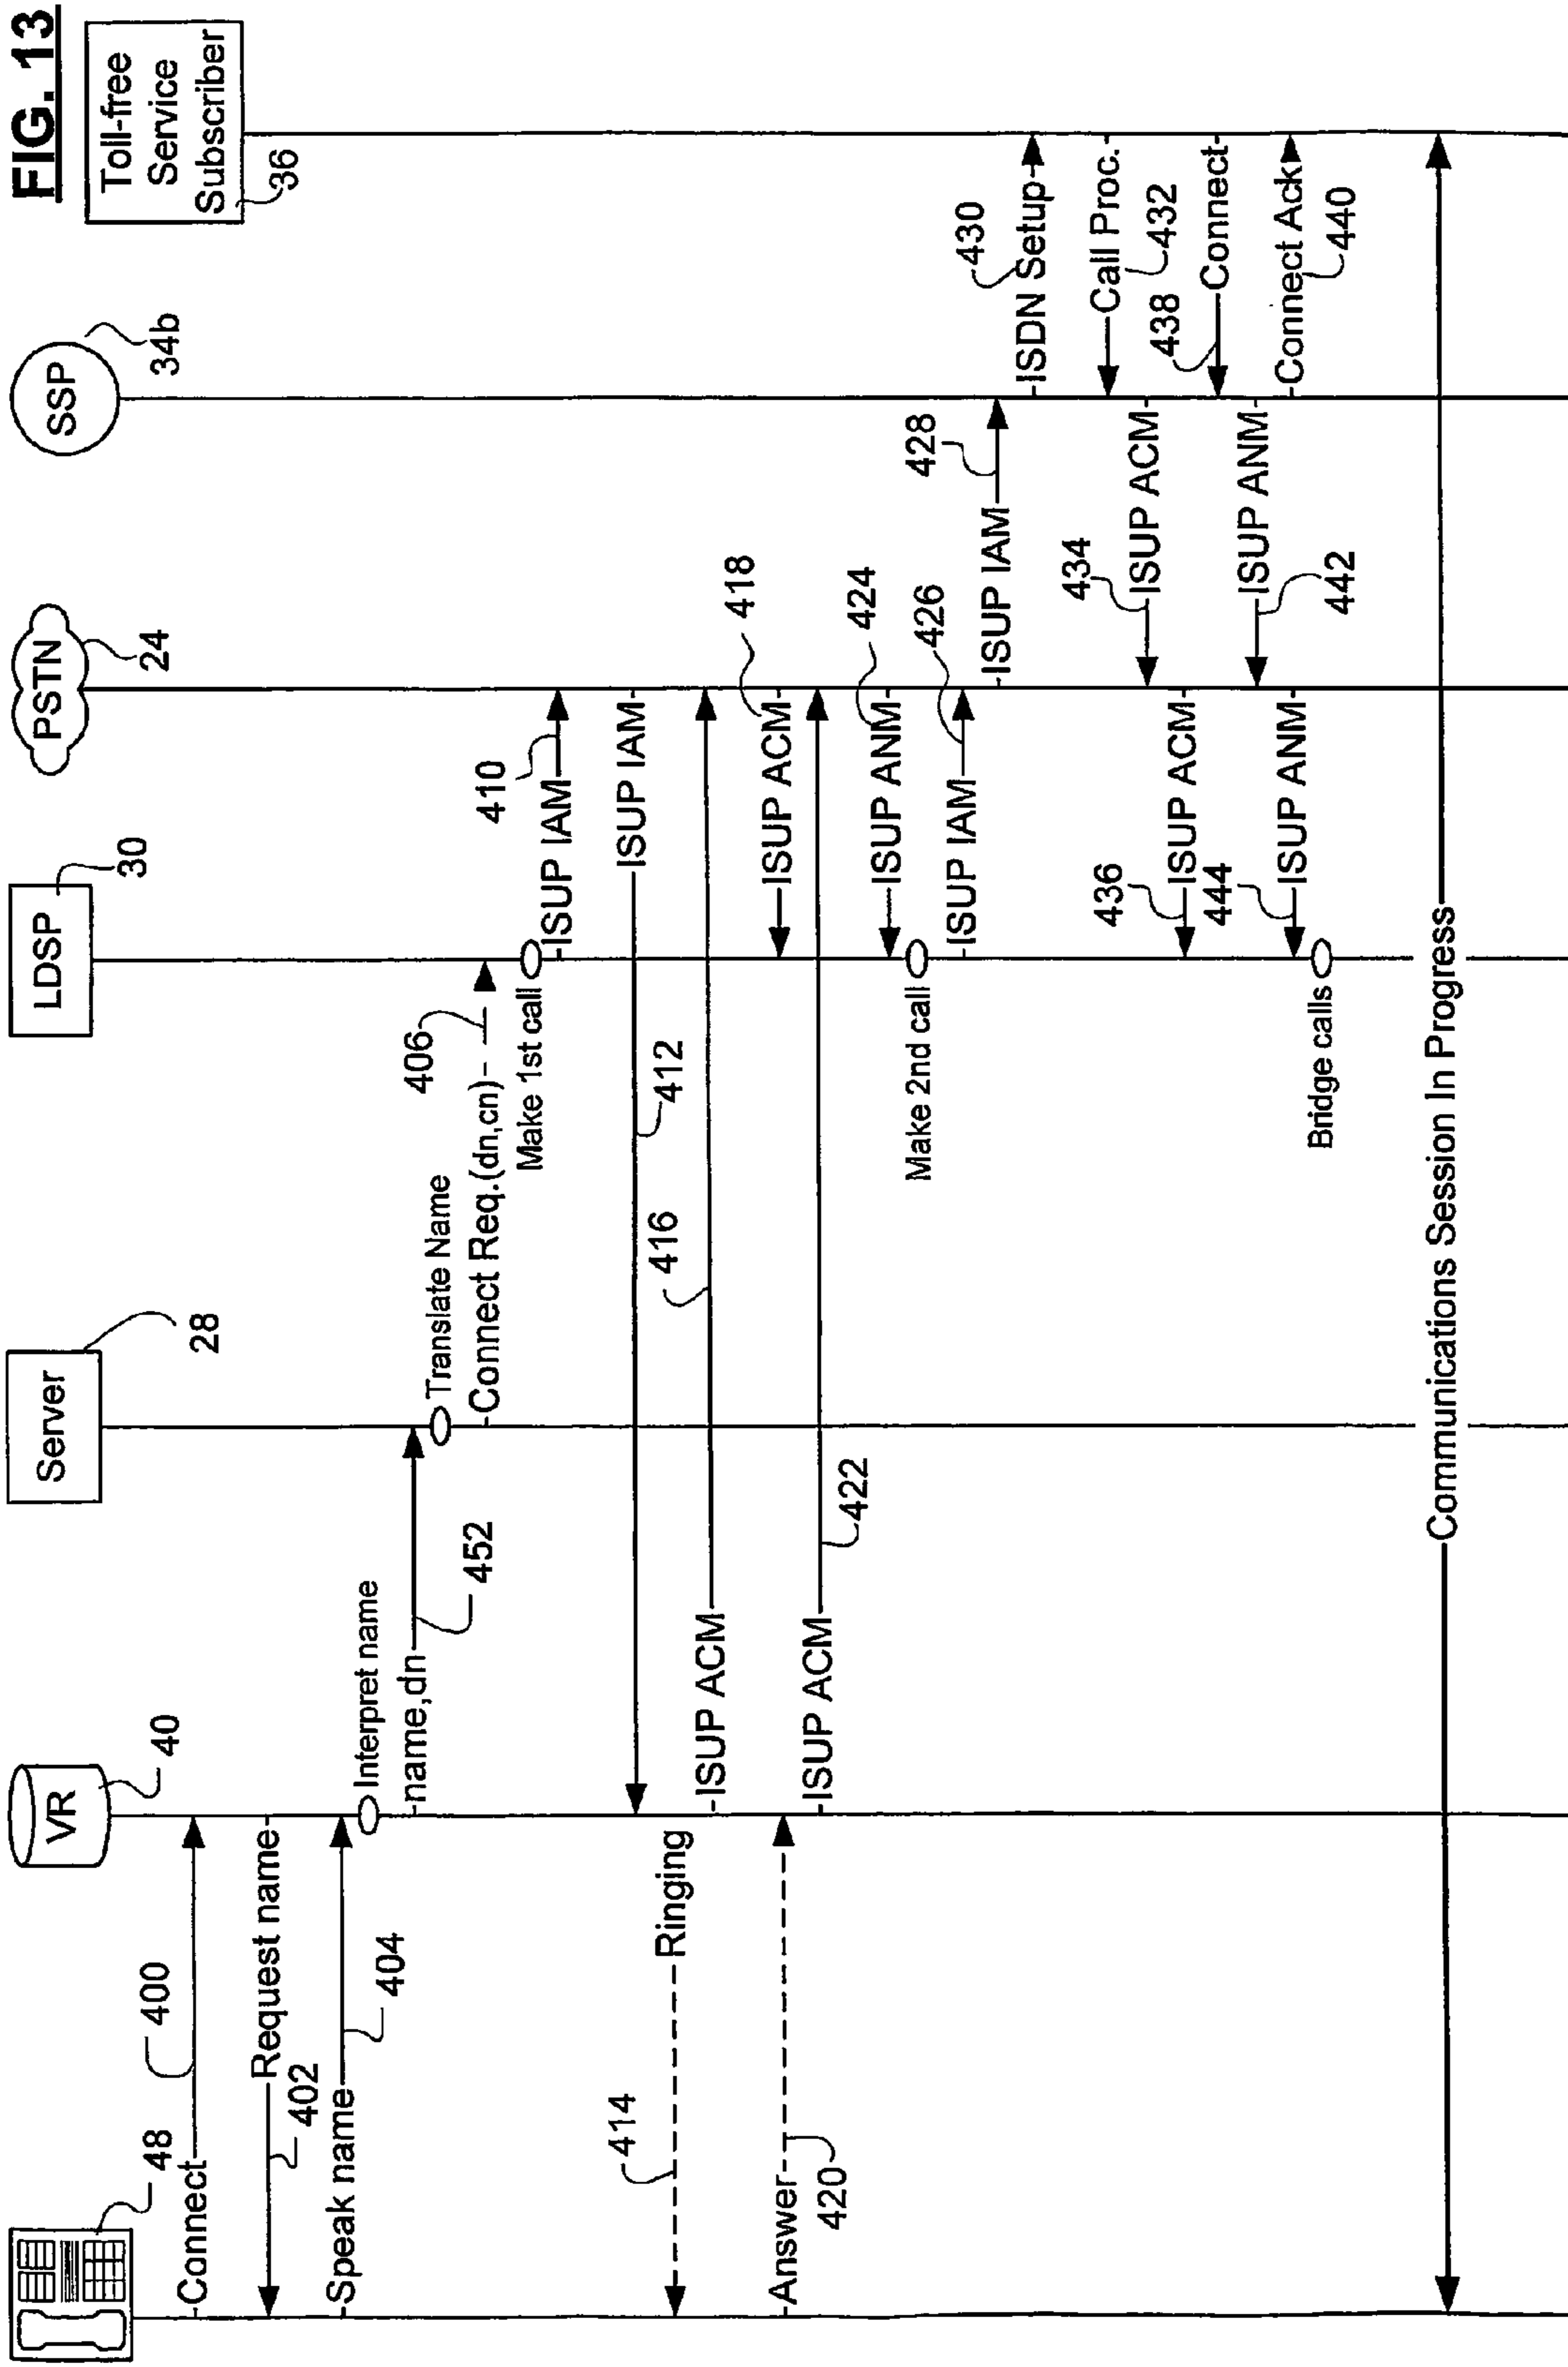 FIG. 13
48
VR
40
Server
28
LDSP
30
PSTN
24
SSP
34b
Toll-free
Service
Subscriber
36
Connect
400
Request name
402
Speak name
404
Interpret name
name,dn
452
Translate Name
Connect Req.(dn,cn)
406
Make 1st call
ISUP IAM
410
ISUP IAM
412
Ringing
414
ISUP ACM
416
ISUP ACM
418
Answer
420
ISUP ACM
422
ISUP ANM
424
Make 2nd call
ISUP IAM
426
ISUP IAM
428
ISDN Setup
430
Call Proc.
432
ISUP ACM
434
ISUP ACM
436
Connect
438
ISUP ANM
442
Connect Ack
440
ISUP ANM
444
Bridge calls
Communications Session In Progress